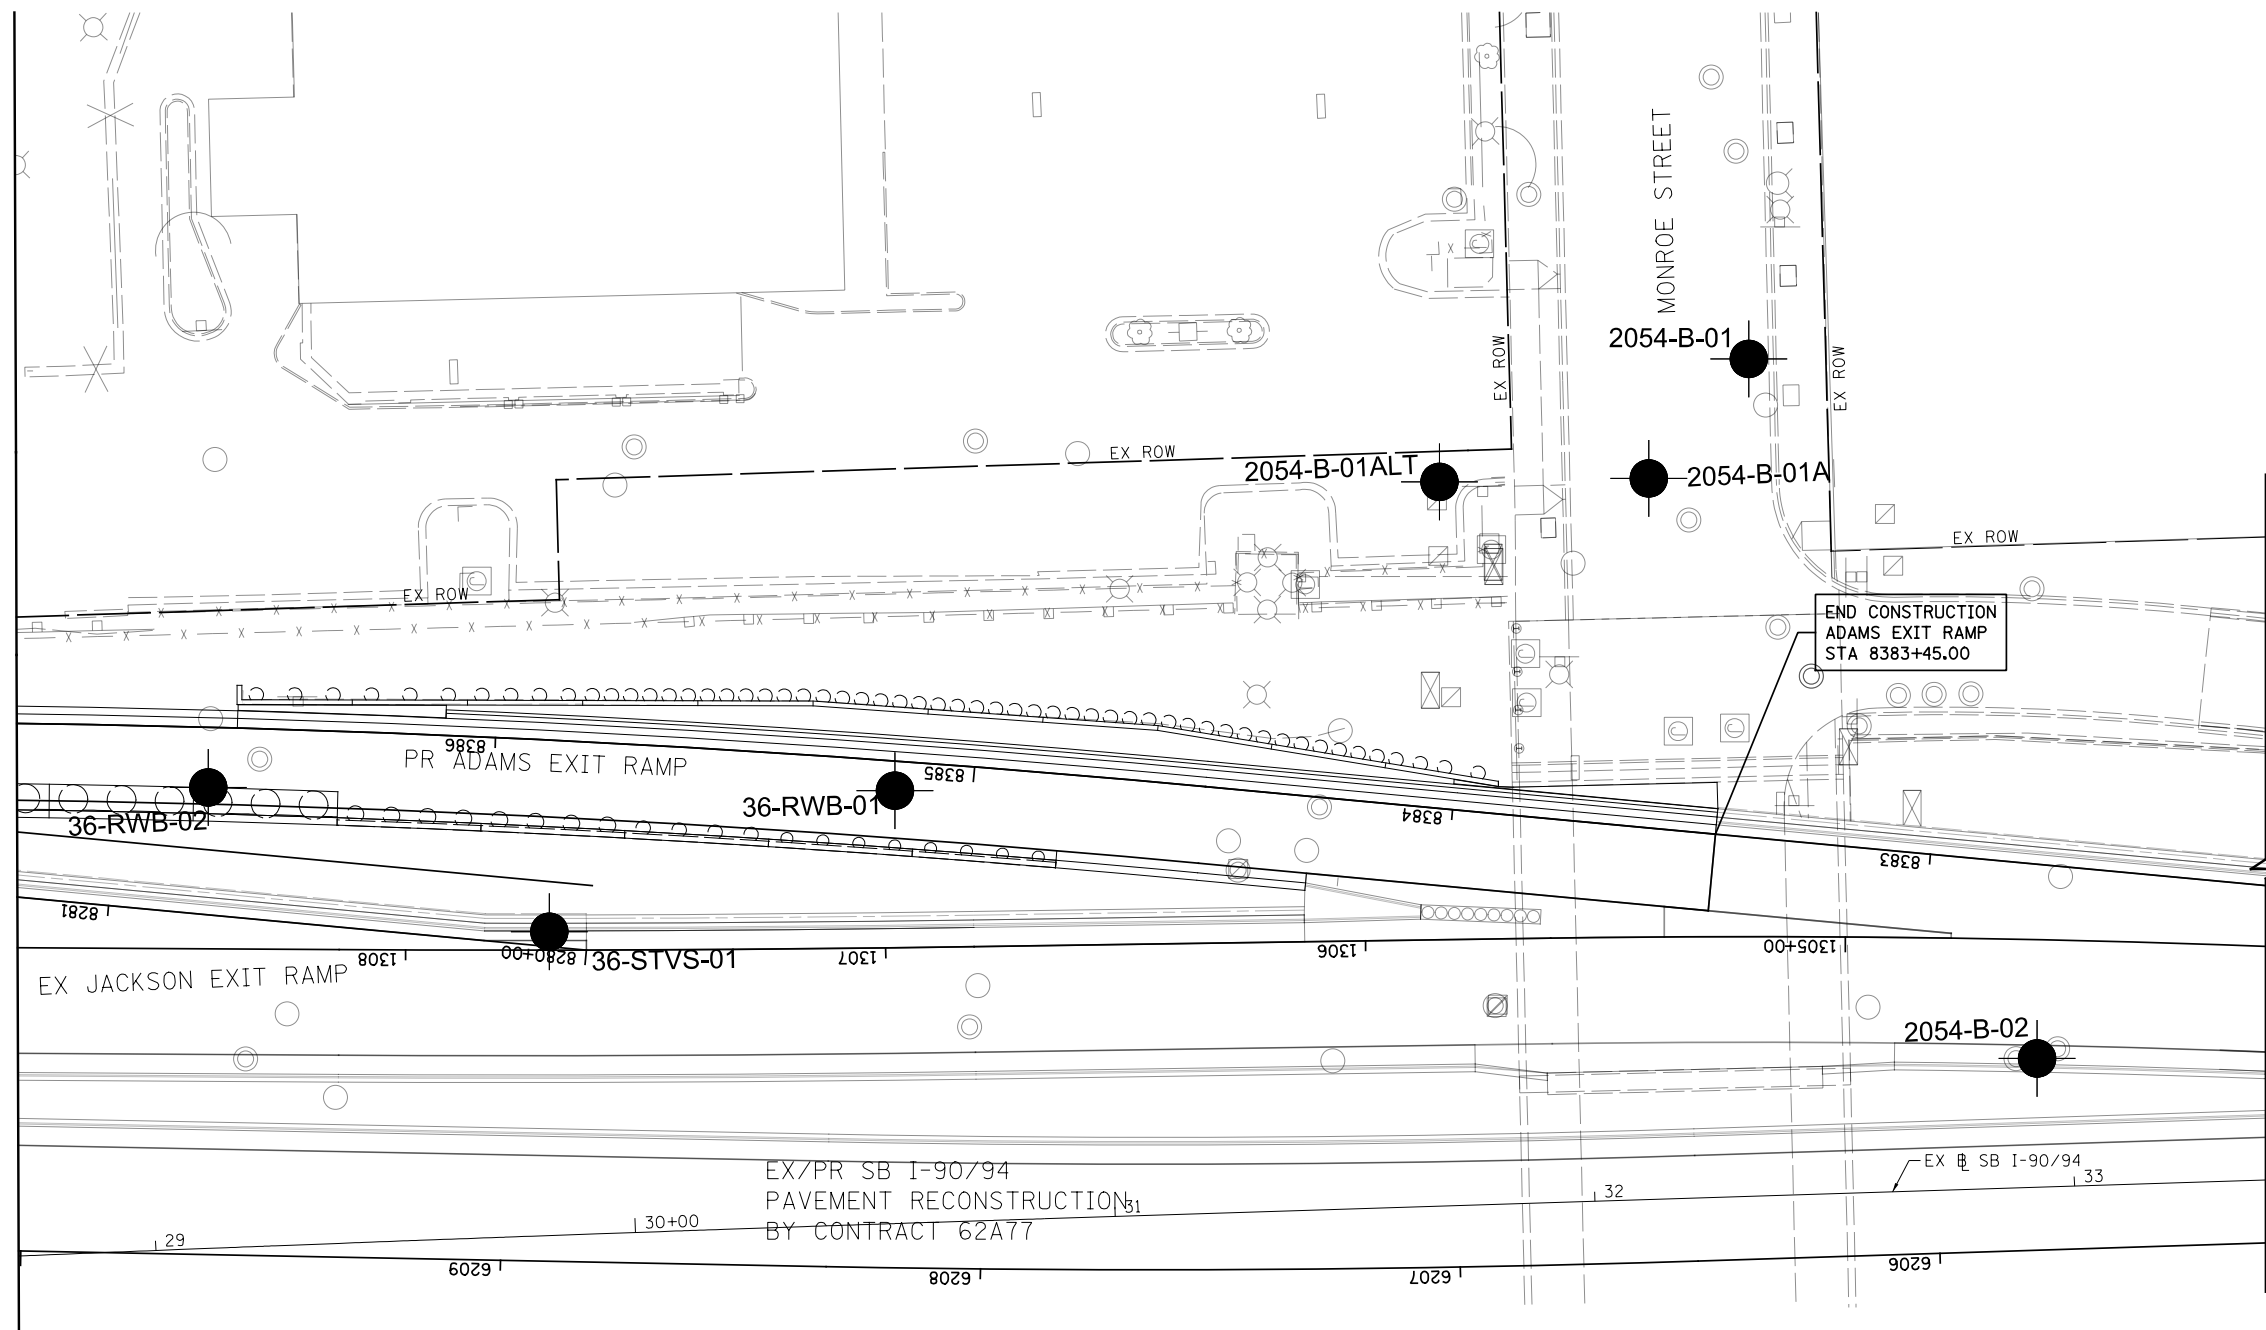 MONROE STREET
2054-B-01
EX ROW
EX ROW
EX ROW
2054-B-01ALT
2054-B-01A
EX ROW
EX ROW
END CONSTRUCTION
ADAMS EXIT RAMP
STA 8383+45.00
8386
PR ADAMS EXIT RAMP
8385
36-RWB-01
36-RWB-02
8384
8383
8281
1308
8280+00
36-STVS-01
1307
1306
1305+00
EX JACKSON EXIT RAMP
2054-B-02
EX/PR SB I-90/94
PAVEMENT RECONSTRUCTION
BY CONTRACT 62A77
EX BL SB I-90/94
29
30+00
31
32
33
6209
6208
6207
6206